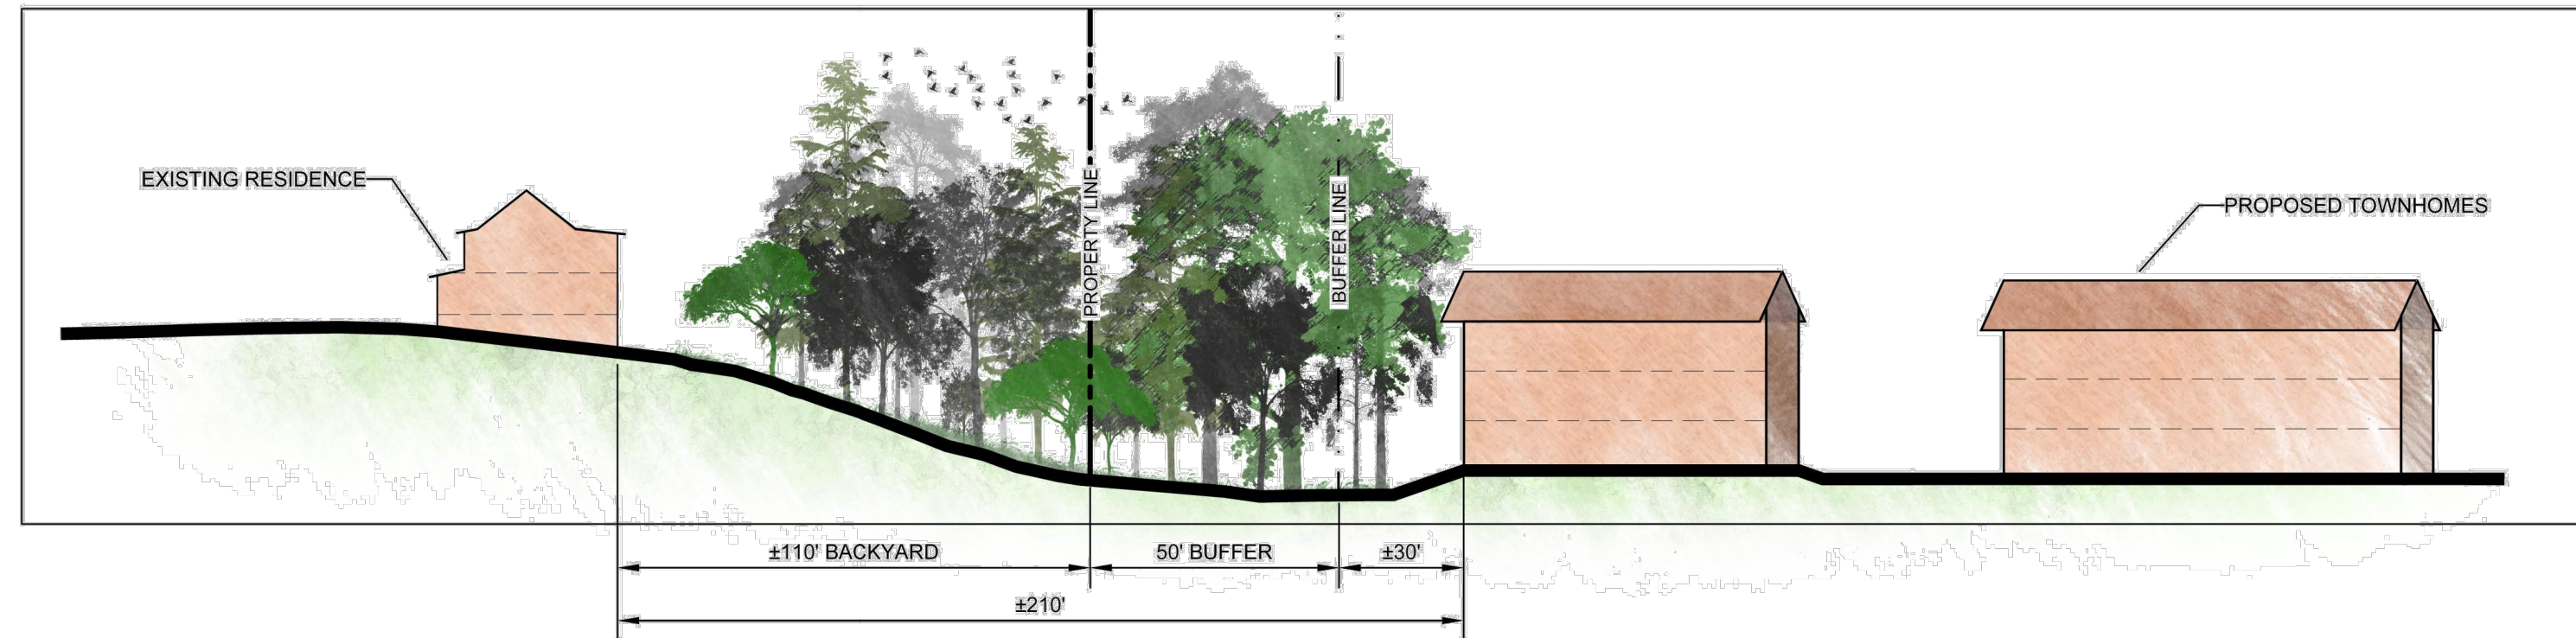 EXISTING RESIDENCE
PROPERTY LINE
BUFFER LINE
PROPOSED TOWNHOMES
±110' BACKYARD
50' BUFFER
±30'
±210'